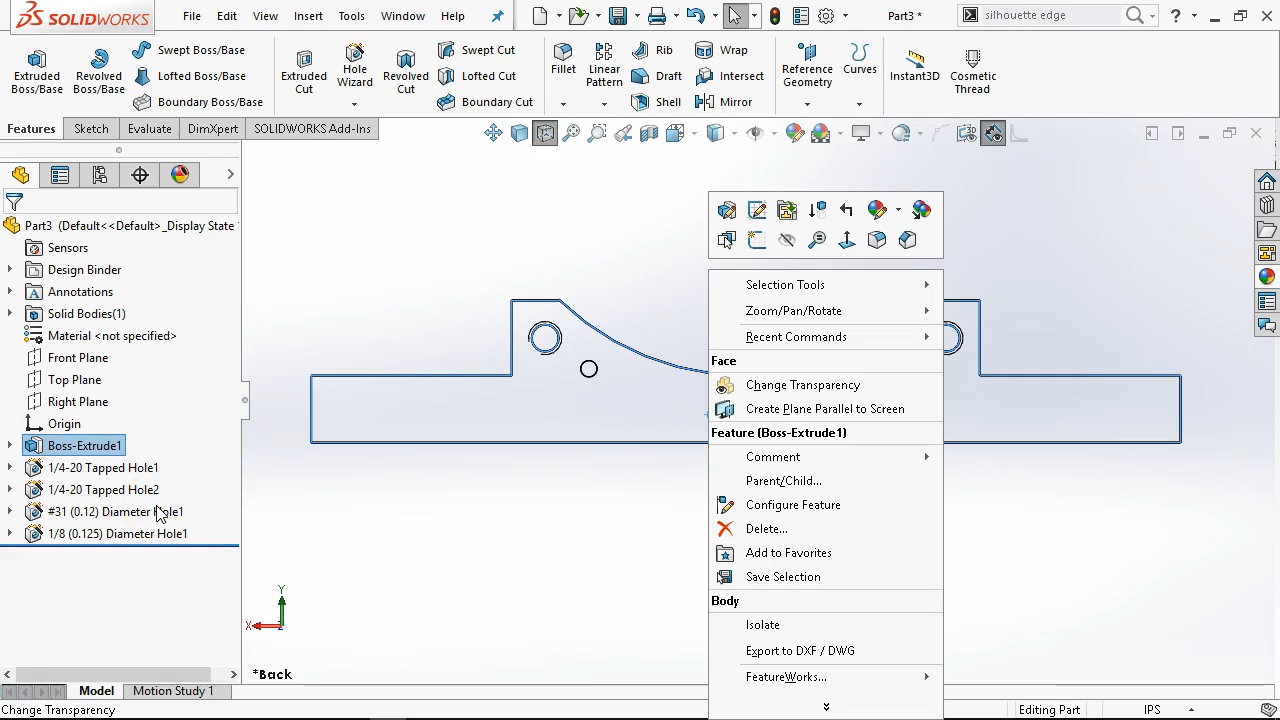 SOLIDWORKS
File Edit View Insert Tools Window Help
Part3 *
silhouette edge
Extruded Boss/Base
Revolved Boss/Base
Swept Boss/Base
Lofted Boss/Base
Boundary Boss/Base
Extruded Cut
Hole Wizard
Revolved Cut
Swept Cut
Lofted Cut
Boundary Cut
Fillet
Linear Pattern
Rib
Draft
Shell
Wrap
Intersect
Mirror
Reference Geometry
Curves
Instant3D
Cosmetic Thread
Features Sketch Evaluate DimXpert SOLIDWORKS Add-Ins
Part3 (Default<<Default>_Display State
Sensors
Design Binder
Annotations
Solid Bodies(1)
Material <not specified>
Front Plane
Top Plane
Right Plane
Origin
Boss-Extrude1
1/4-20 Tapped Hole1
1/4-20 Tapped Hole2
#31 (0.12) Diameter Hole1
1/8 (0.125) Diameter Hole1
Selection Tools
Zoom/Pan/Rotate
Recent Commands
Face
Change Transparency
Create Plane Parallel to Screen
Feature (Boss-Extrude1)
Comment
Parent/Child...
Configure Feature
Delete...
Add to Favorites
Save Selection
Body
Isolate
Export to DXF / DWG
FeatureWorks...
Y
X
*Back
Model Motion Study 1
Change Transparency
Editing Part
IPS